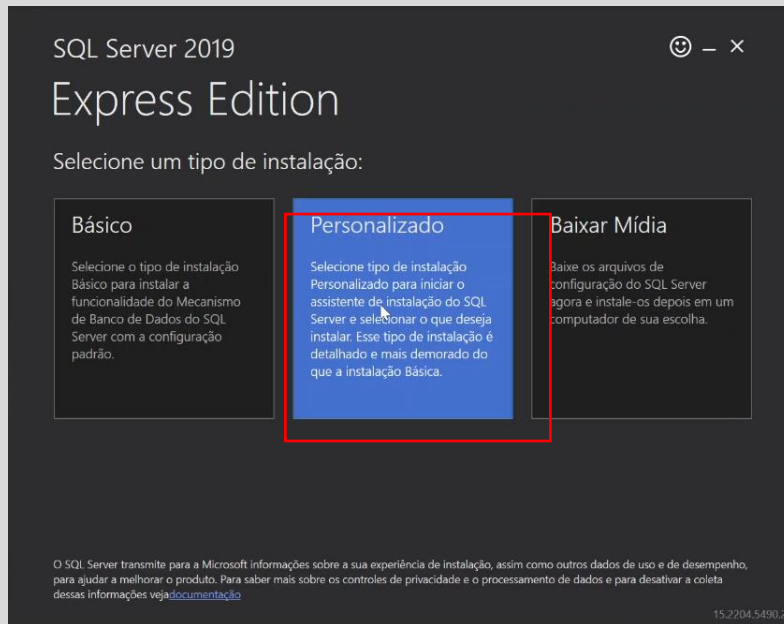 SQL Server 2019
Express Edition
Selecione um tipo de instalação:
Básico
Selecione o tipo de instalação
Básico para instalar a
funcionalidade do Mecanismo
de Banco de Dados do SQL
Server com a configuração
padrão.
Personalizado
Selecione tipo de instalação
Personalizado para iniciar o
assistente de instalação do SQL
Server e selecionar o que deseja
instalar. Esse tipo de instalação é
detalhado e mais demorado do
que a instalação Básica.
Baixar Mídia
Baixe os arquivos de
configuração do SQL Server
agora e instale-os depois em um
computador de sua escolha.
O SQL Server transmite para a Microsoft informações sobre a sua experiência de instalação, assim como outros dados de uso e de desempenho,
para ajudar a melhorar o produto. Para saber mais sobre os controles de privacidade e o processamento de dados e para desativar a coleta
dessas informações vejadocumentação
15.2204.5490.2